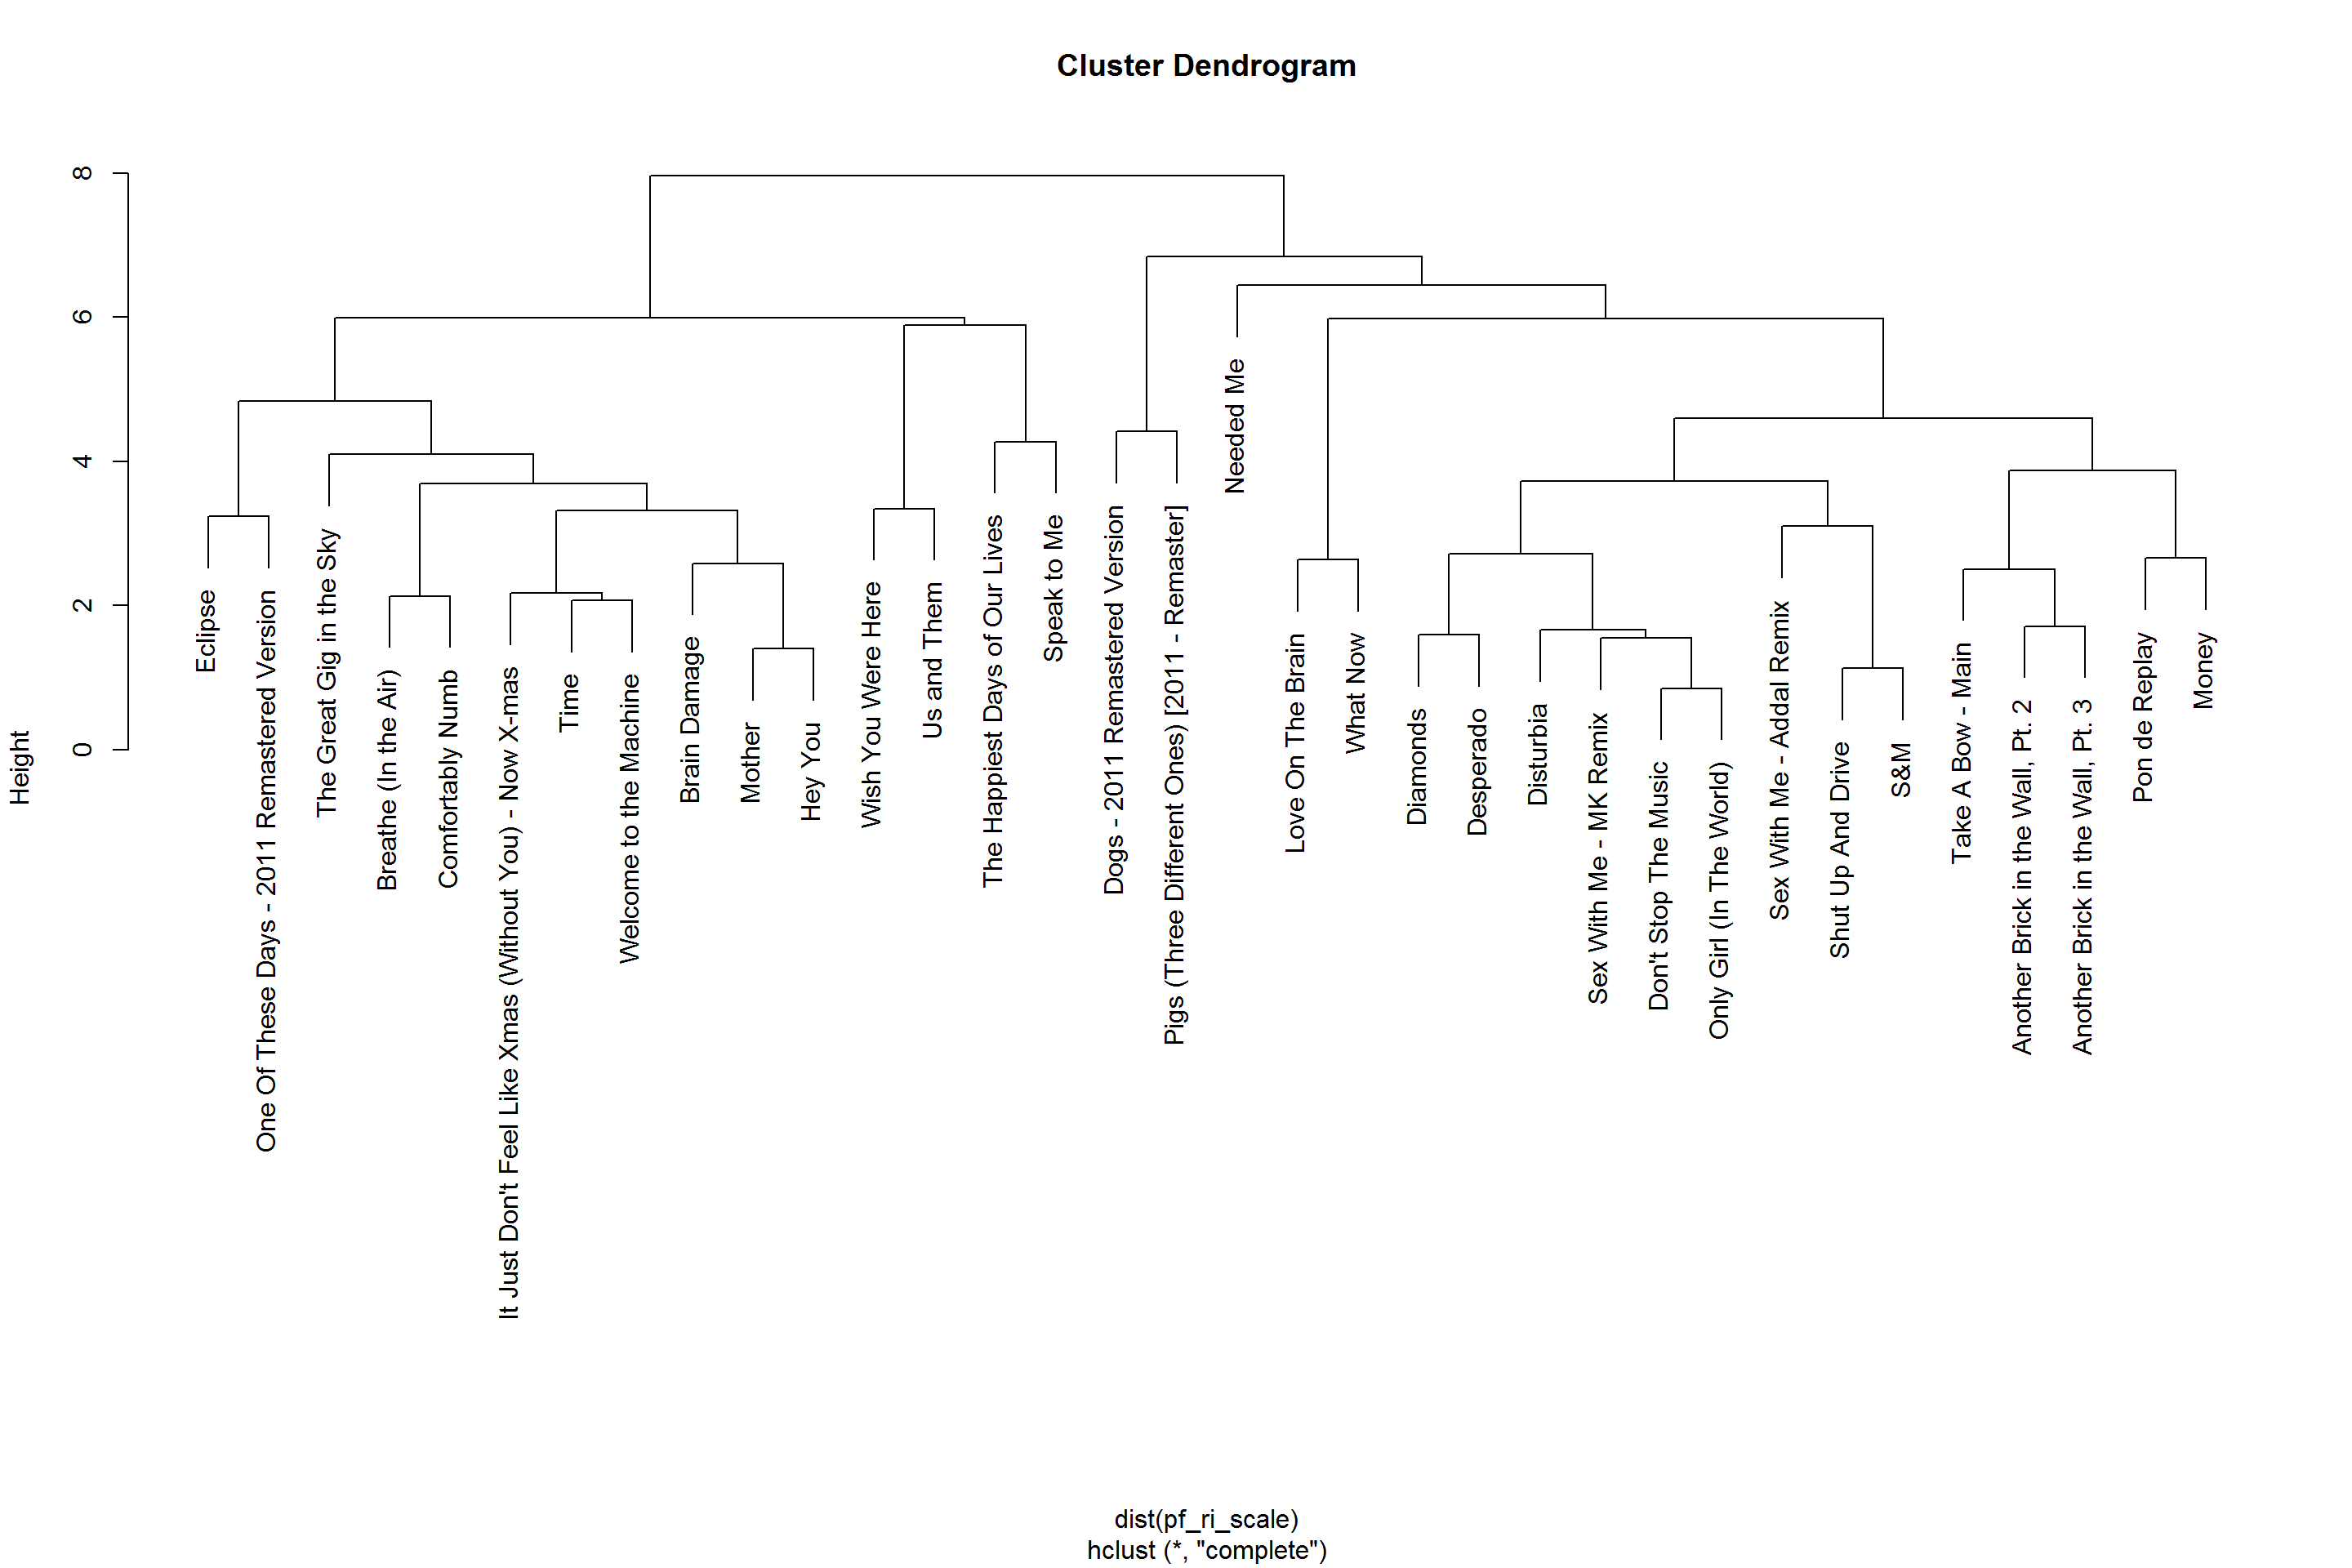 Cluster Dendrogram
Height
8
6
4
2
0
Eclipse
One Of These Days - 2011 Remastered Version
The Great Gig in the Sky
Breathe (In the Air)
Comfortably Numb
It Just Don't Feel Like Xmas (Without You) - Now X-mas
Time
Welcome to the Machine
Brain Damage
Mother
Hey You
Wish You Were Here
Us and Them
The Happiest Days of Our Lives
Speak to Me
Dogs - 2011 Remastered Version
Pigs (Three Different Ones) [2011 - Remaster]
Needed Me
Love On The Brain
What Now
Diamonds
Desperado
Disturbia
Sex With Me - MK Remix
Don't Stop The Music
Only Girl (In The World)
Sex With Me - Addal Remix
Shut Up And Drive
S&M
Take A Bow - Main
Another Brick in the Wall, Pt. 2
Another Brick in the Wall, Pt. 3
Pon de Replay
Money
dist(pf_ri_scale)
hclust (*, "complete")